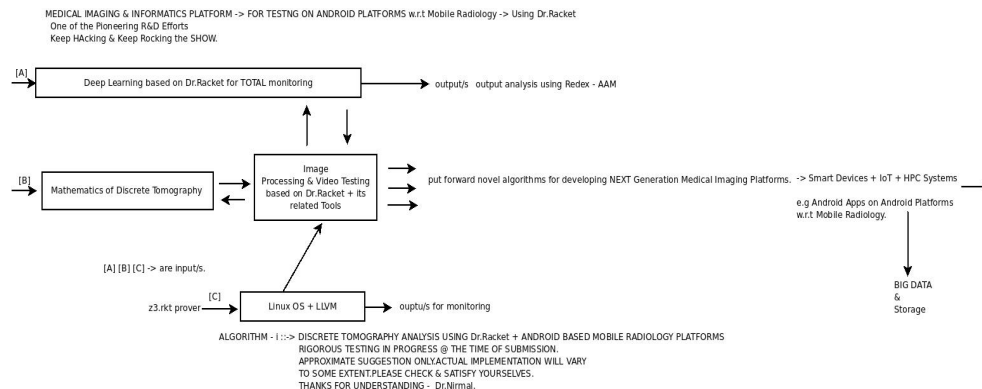 MEDICAL IMAGING & INFORMATICS PLATFORM -> FOR TESTNG ON ANDROID PLATFORMS w.r.t Mobile Radiology -> Using Dr.Racket
One of the Pioneering R&D Efforts
Keep HAcking & Keep Rocking the SHOW.
[A]
Deep Learning based on Dr.Racket for TOTAL monitoring
output/s output analysis using Redex - AAM
[B]
Mathematics of Discrete Tomography
Image
Processing & Video Testing
based on Dr.Racket + its
related Tools
put forward novel algorithms for developing NEXT Generation Medical Imaging Platforms.
-> Smart Devices + IoT + HPC Systems
e.g Android Apps on Android Platforms
w.r.t Mobile Radiology.
[A] [B] [C] -> are input/s.
BIG DATA
&
Storage
[C]
z3.rkt prover
Linux OS + LLVM
ouptu/s for monitoring
ALGORITHM - I ::-> DISCRETE TOMOGRAPHY ANALYSIS USING Dr.Racket + ANDROID BASED MOBILE RADIOLOGY PLATFORMS
RIGOROUS TESTING IN PROGRESS @ THE TIME OF SUBMISSION.
APPROXIMATE SUGGESTION ONLY.ACTUAL IMPLEMENTATION WILL VARY
TO SOME EXTENT.PLEASE CHECK & SATISFY YOURSELVES.
THANKS FOR UNDERSTANDING - Dr.Nirmal.